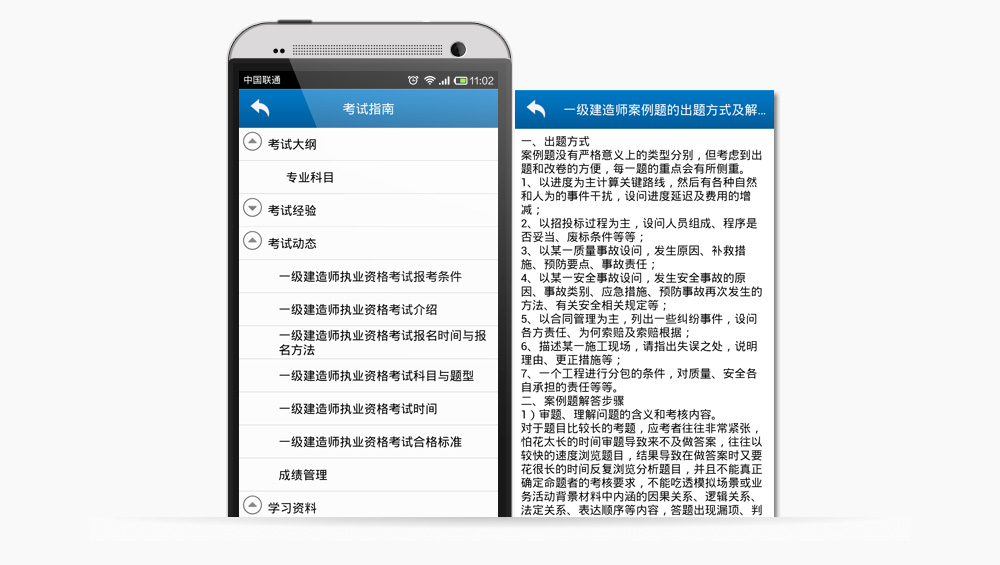 中国联通
11:02
考试指南
考试大纲
专业科目
考试经验
考试动态
一级建造师执业资格考试报考条件
一级建造师执业资格考试介绍
一级建造师执业资格考试报名时间与报
名方法
一级建造师执业资格考试科目与题型
一级建造师执业资格考试时间
一级建造师执业资格考试合格标准
成绩管理
学习资料
一级建造师案例题的出题方式及解...
一、出题方式
案例题没有严格意义上的类型分别，但考虑到出
题和改卷的方便，每一题的重点会有所侧重。
1、以进度为主计算关键路线，然后有各种自然
和人为的事件干扰，设问进度延迟及费用的增
减；
2、以招投标过程为主，设问人员组成、程序是
否妥当、废标条件等等；
3、以某一质量事故设问，发生原因、补救措
施、预防要点、事故责任；
4、以某一安全事故设问，发生安全事故的原
因、事故类别、应急措施、预防事故再次发生的
方法、有关安全相关规定等；
5、以合同管理为主，列出一些纠纷事件，设问
各方责任、为何索赔及索赔根据；
6、描述某一施工现场，请指出失误之处，说明
理由、更正措施等；
7、一个工程进行分包的条件，对质量、安全各
自承担的责任等等。
二、案例题解答步骤
1）审题、理解问题的含义和考核内容。
对于题目比较长的考题，应考者往往非常紧张，
怕花太长的时间审题导致来不及做答案，往往以
较快的速度浏览题目，结果导致在做答案时又要
花很长的时间反复浏览分析题目，并且不能真正
确定命题者的考核要求，不能吃透模拟场景或业
务活动背景材料中内涵的因果关系、逻辑关系、
法定关系、表达顺序等内容，答题出现漏项、判